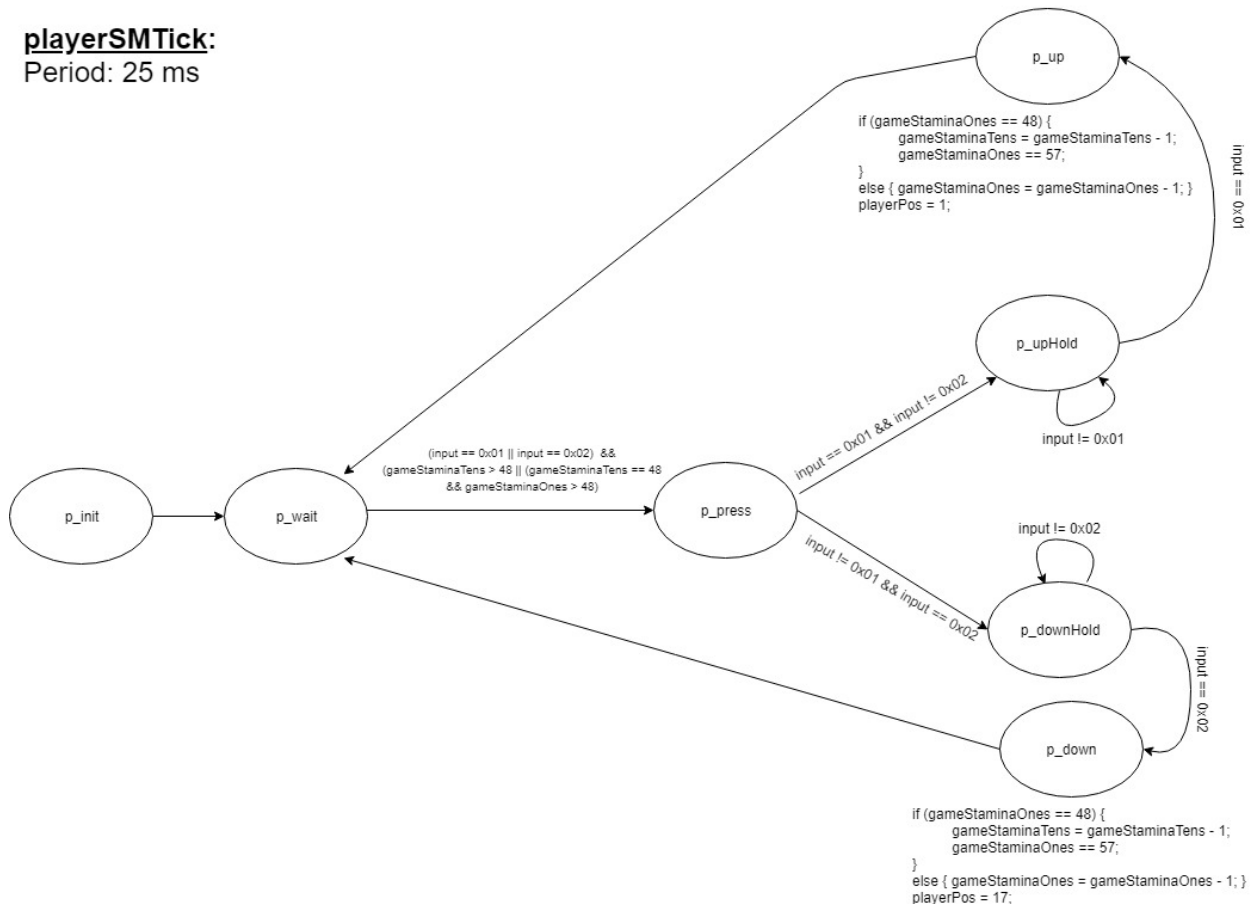 playerSMTick:
Period: 25 ms
p_up
if (gameStaminaOnes == 48) {
gameStaminaTens = gameStaminaTens - 1;
gameStaminaOnes == 57;
}
else { gameStaminaOnes = gameStaminaOnes - 1; }
playerPos = 1;
input == 0x01
p_upHold
input != 0x01
input == 0x01 && input != 0x02
(input == 0x01 || input == 0x02) &&
(gameStaminaTens > 48 || (gameStaminaTens == 48
&& gameStaminaOnes > 48)
p_init
p_wait
p_press
input != 0x01 && input == 0x02
input != 0x02
p_downHold
input == 0x02
p_down
if (gameStaminaOnes == 48) {
gameStaminaTens = gameStaminaTens - 1;
gameStaminaOnes == 57;
}
else { gameStaminaOnes = gameStaminaOnes - 1; }
playerPos = 17;